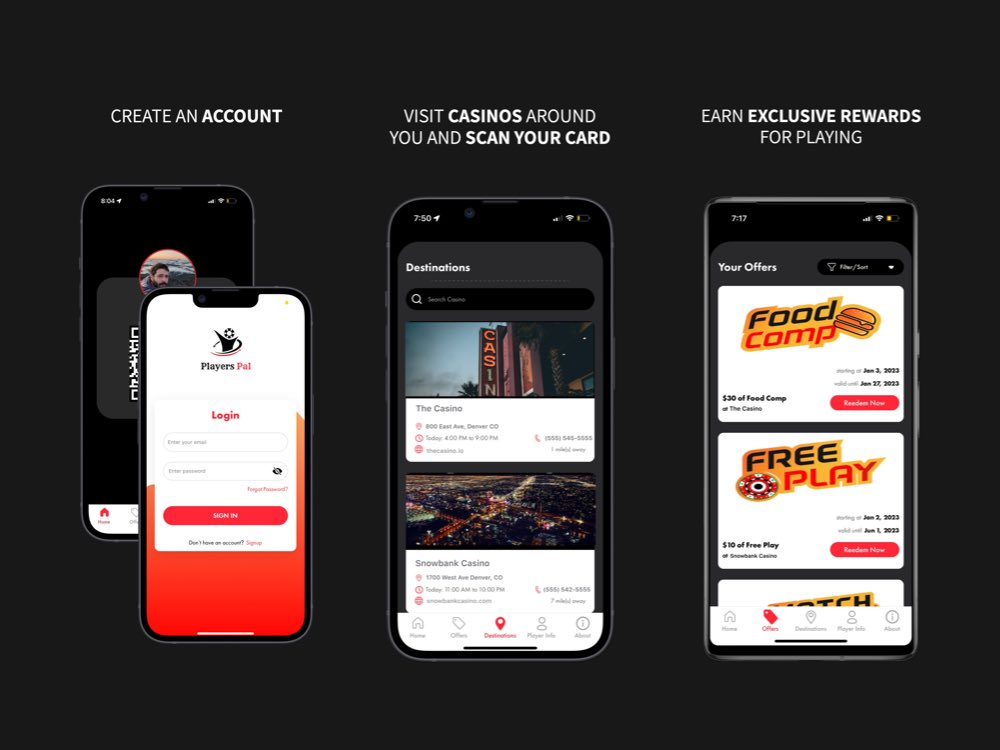 CREATE AN ACCOUNT
VISIT CASINOS AROUND
YOU AND SCAN YOUR CARD
EARN EXCLUSIVE REWARDS
FOR PLAYING
8:04
Home
Players Pal
Login
Enter your email
Enter password
Forgot Password?
SIGN IN
Don't have an account? Signup
7:50
Destinations
Search Casino
CASINO
The Casino
800 East Ave, Denver CO
Today: 4:00 PM to 9:00 PM
(555) 545-5555
thecasino.io
1 mile(s) away
Snowbank Casino
1700 West Ave Denver, CO
Today: 11:00 AM to 10:00 PM
(555) 542-5555
snowbankcasino.com
7 mile(s) away
Home
Offers
Destinations
Player Info
About
7:17
Your Offers
Filter/Sort
Food
Comp
starting at Jan 3, 2023
valid until Jan 27, 2023
$30 of Food Comp
at The Casino
Reedem Now
FREE
PLAY
starting at Jan 2, 2023
valid until Jun 1, 2023
$10 of Free Play
at Snowbank Casino
Reedem Now
Home
Offers
Destinations
Player Info
About